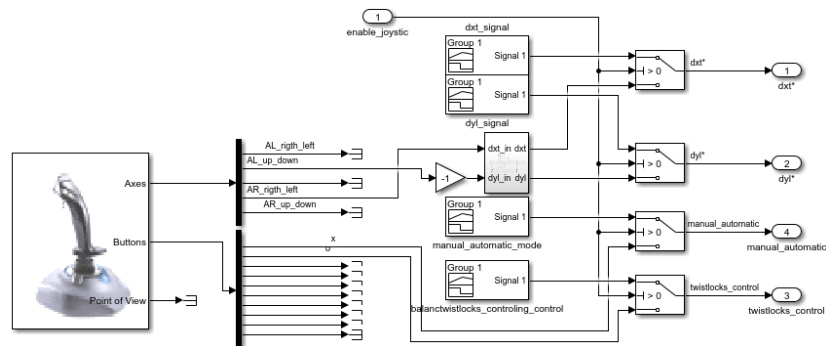 1
enable_joystic
dxt_signal
Group 1
Signal 1
Group 1
Signal 1
dyl_signal
> 0
dxt*
1
dxt*
AL_rigth_left
AL_up_down
AR_rigth_left
AR_up_down
-1
dxt_in dxt
dyl_in dyl
> 0
dyl*
2
dyl*
Axes
Buttons
Point of View
Group 1
Signal 1
manual_automatic_mode
> 0
manual_automatic
4
manual_automatic
x
o
Group 1
Signal 1
balanctwistlocks_controling_control
> 0
twistlocks_control
3
twistlocks_control